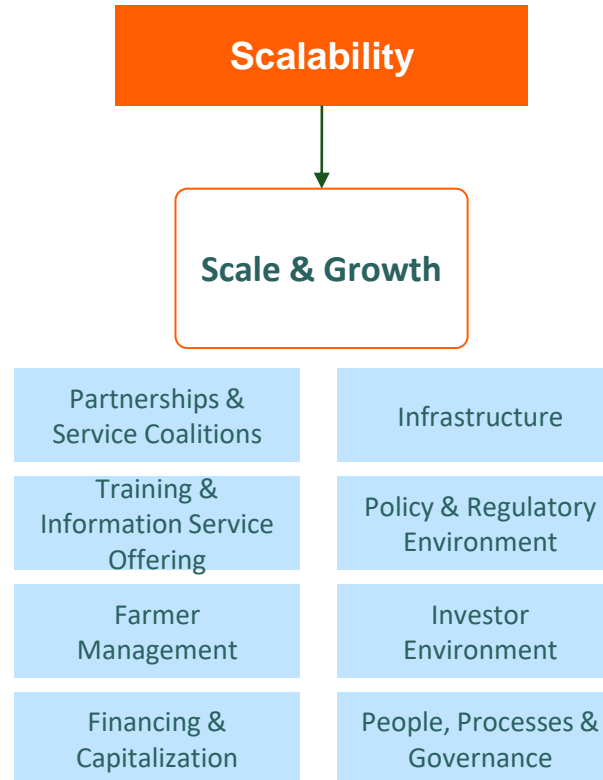 Scalability
Scale & Growth
Partnerships &
Service Coalitions
Infrastructure
Training &
Information Service
Offering
Policy & Regulatory
Environment
Farmer
Management
Investor
Environment
Financing &
Capitalization
People, Processes &
Governance